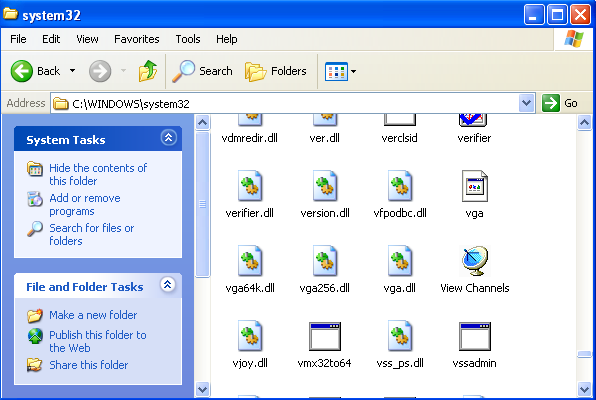 system32
File Edit View Favorites Tools Help
Back Search Folders
Address C:\WINDOWS\system32 Go
System Tasks
Hide the contents of
this folder
Add or remove
programs
Search for files or
folders
File and Folder Tasks
Make a new folder
Publish this folder to
the Web
Share this folder
vdmredir.dll ver.dll verclsid verifier
verifier.dll version.dll vfpodbc.dll vga
vga64k.dll vga256.dll vga.dll View Channels
vjoy.dll vmx32to64 vss_ps.dll vssadmin